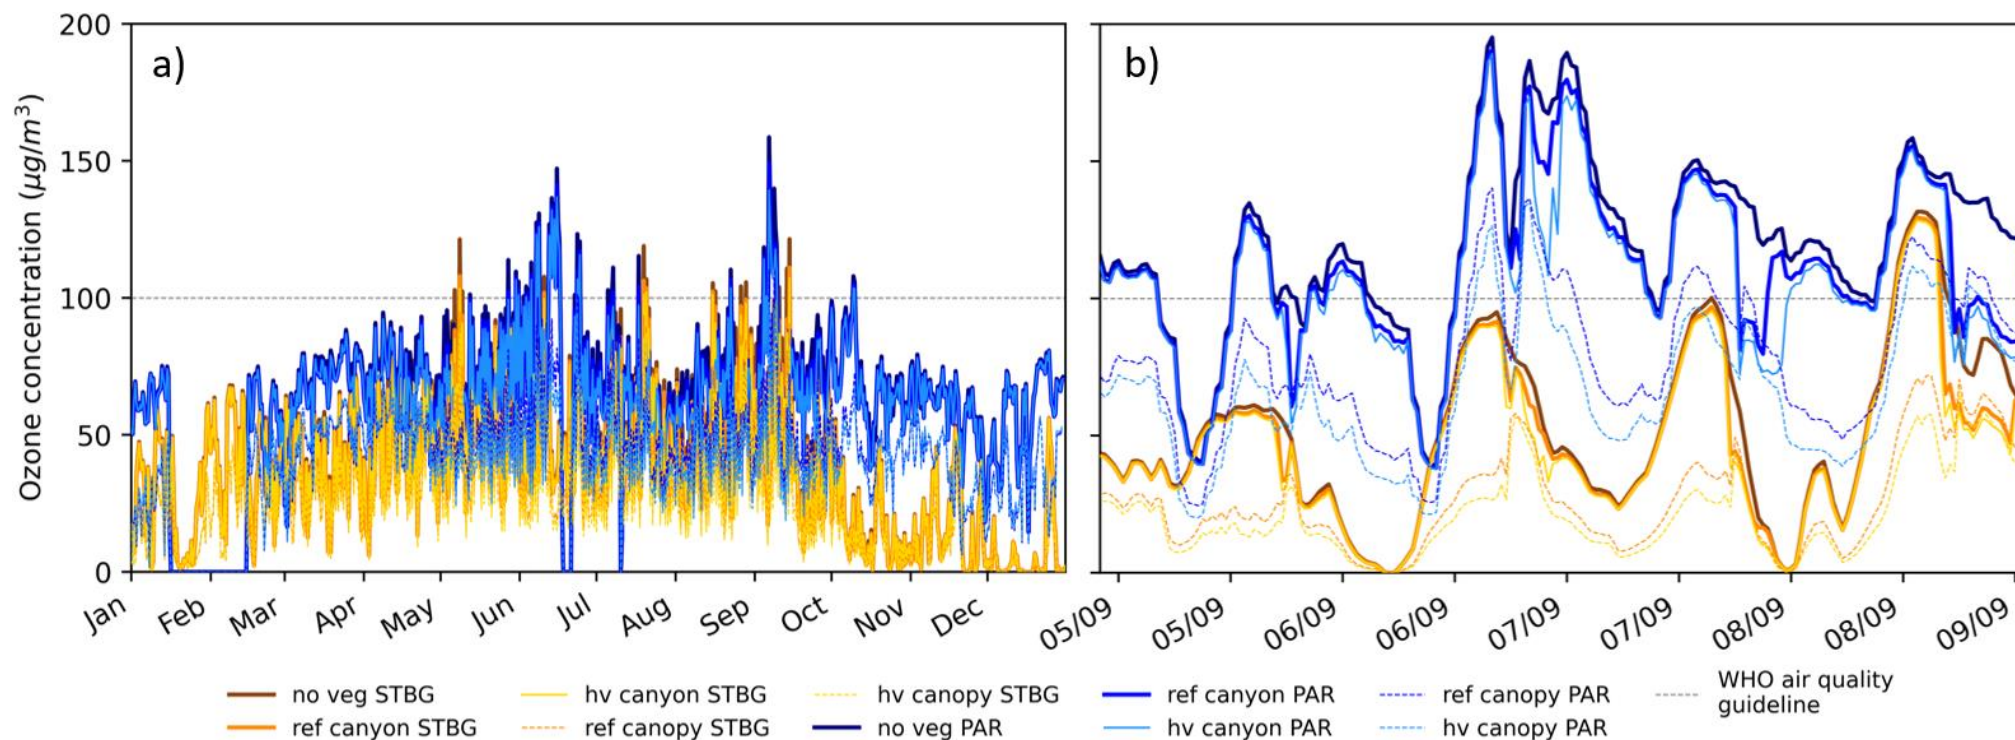 a)
b)
Ozone concentration (μg/m³)
200
150
100
50
0
Jan
Feb
Mar
Apr
May
Jun
Jul
Aug
Sep
Oct
Nov
Dec
05/09
05/09
06/09
06/09
07/09
07/09
08/09
08/09
09/09
no veg STBG
ref canyon STBG
hv canyon STBG
ref canopy STBG
hv canopy STBG
no veg PAR
ref canyon PAR
hv canyon PAR
ref canopy PAR
hv canopy PAR
WHO air quality
guideline